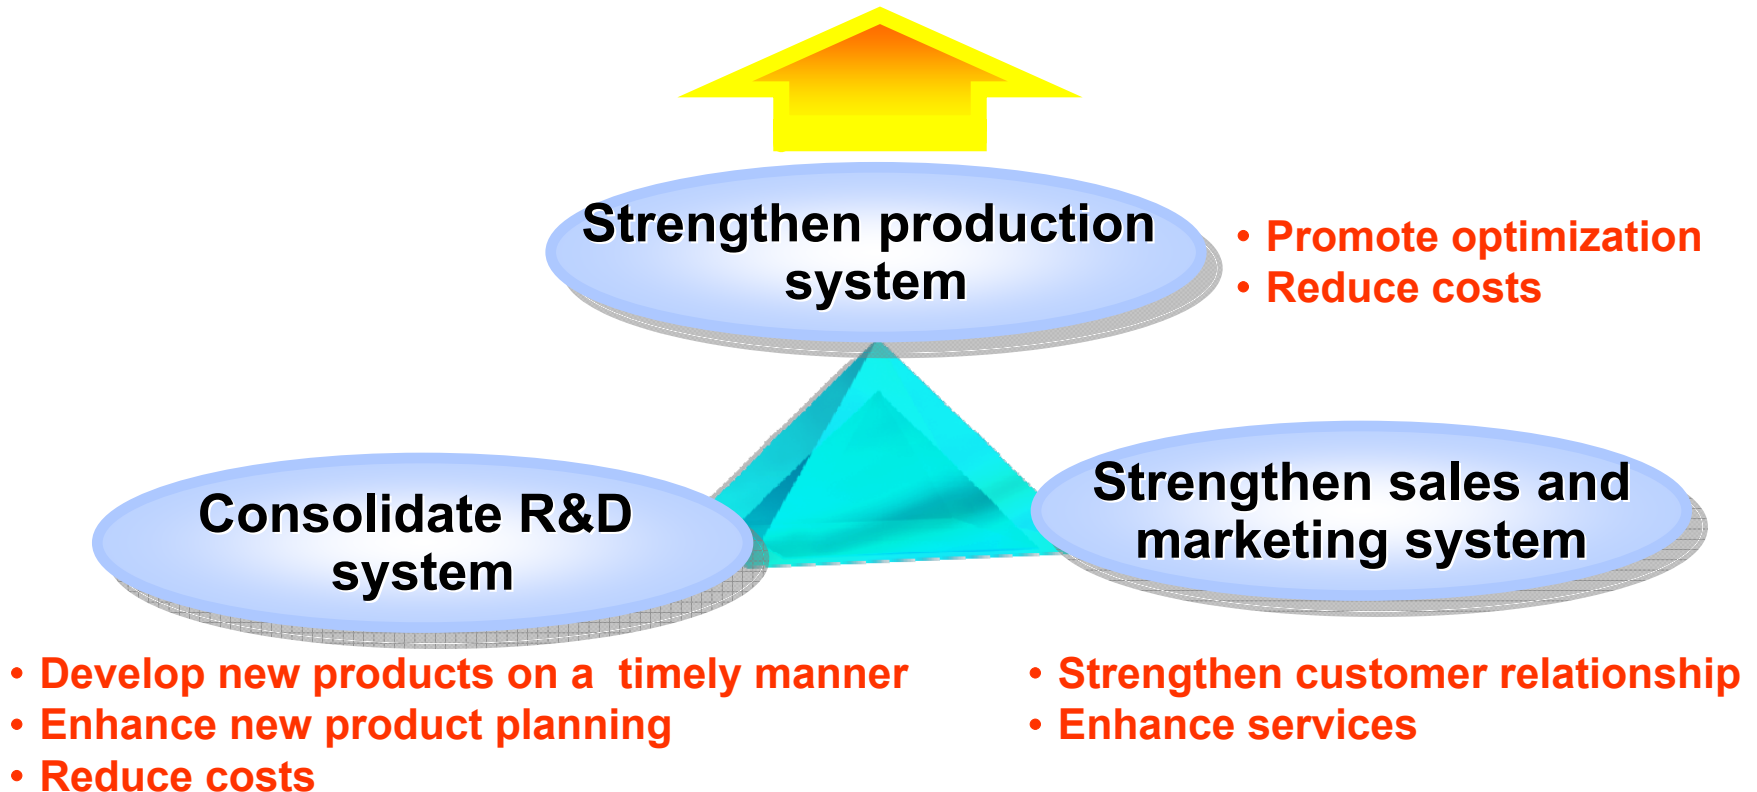 Strengthen production
system
• Promote optimization
• Reduce costs
Consolidate R&D
system
Strengthen sales and
marketing system
• Develop new products on a  timely manner
• Enhance new product planning
• Reduce costs
• Strengthen customer relationship
• Enhance services